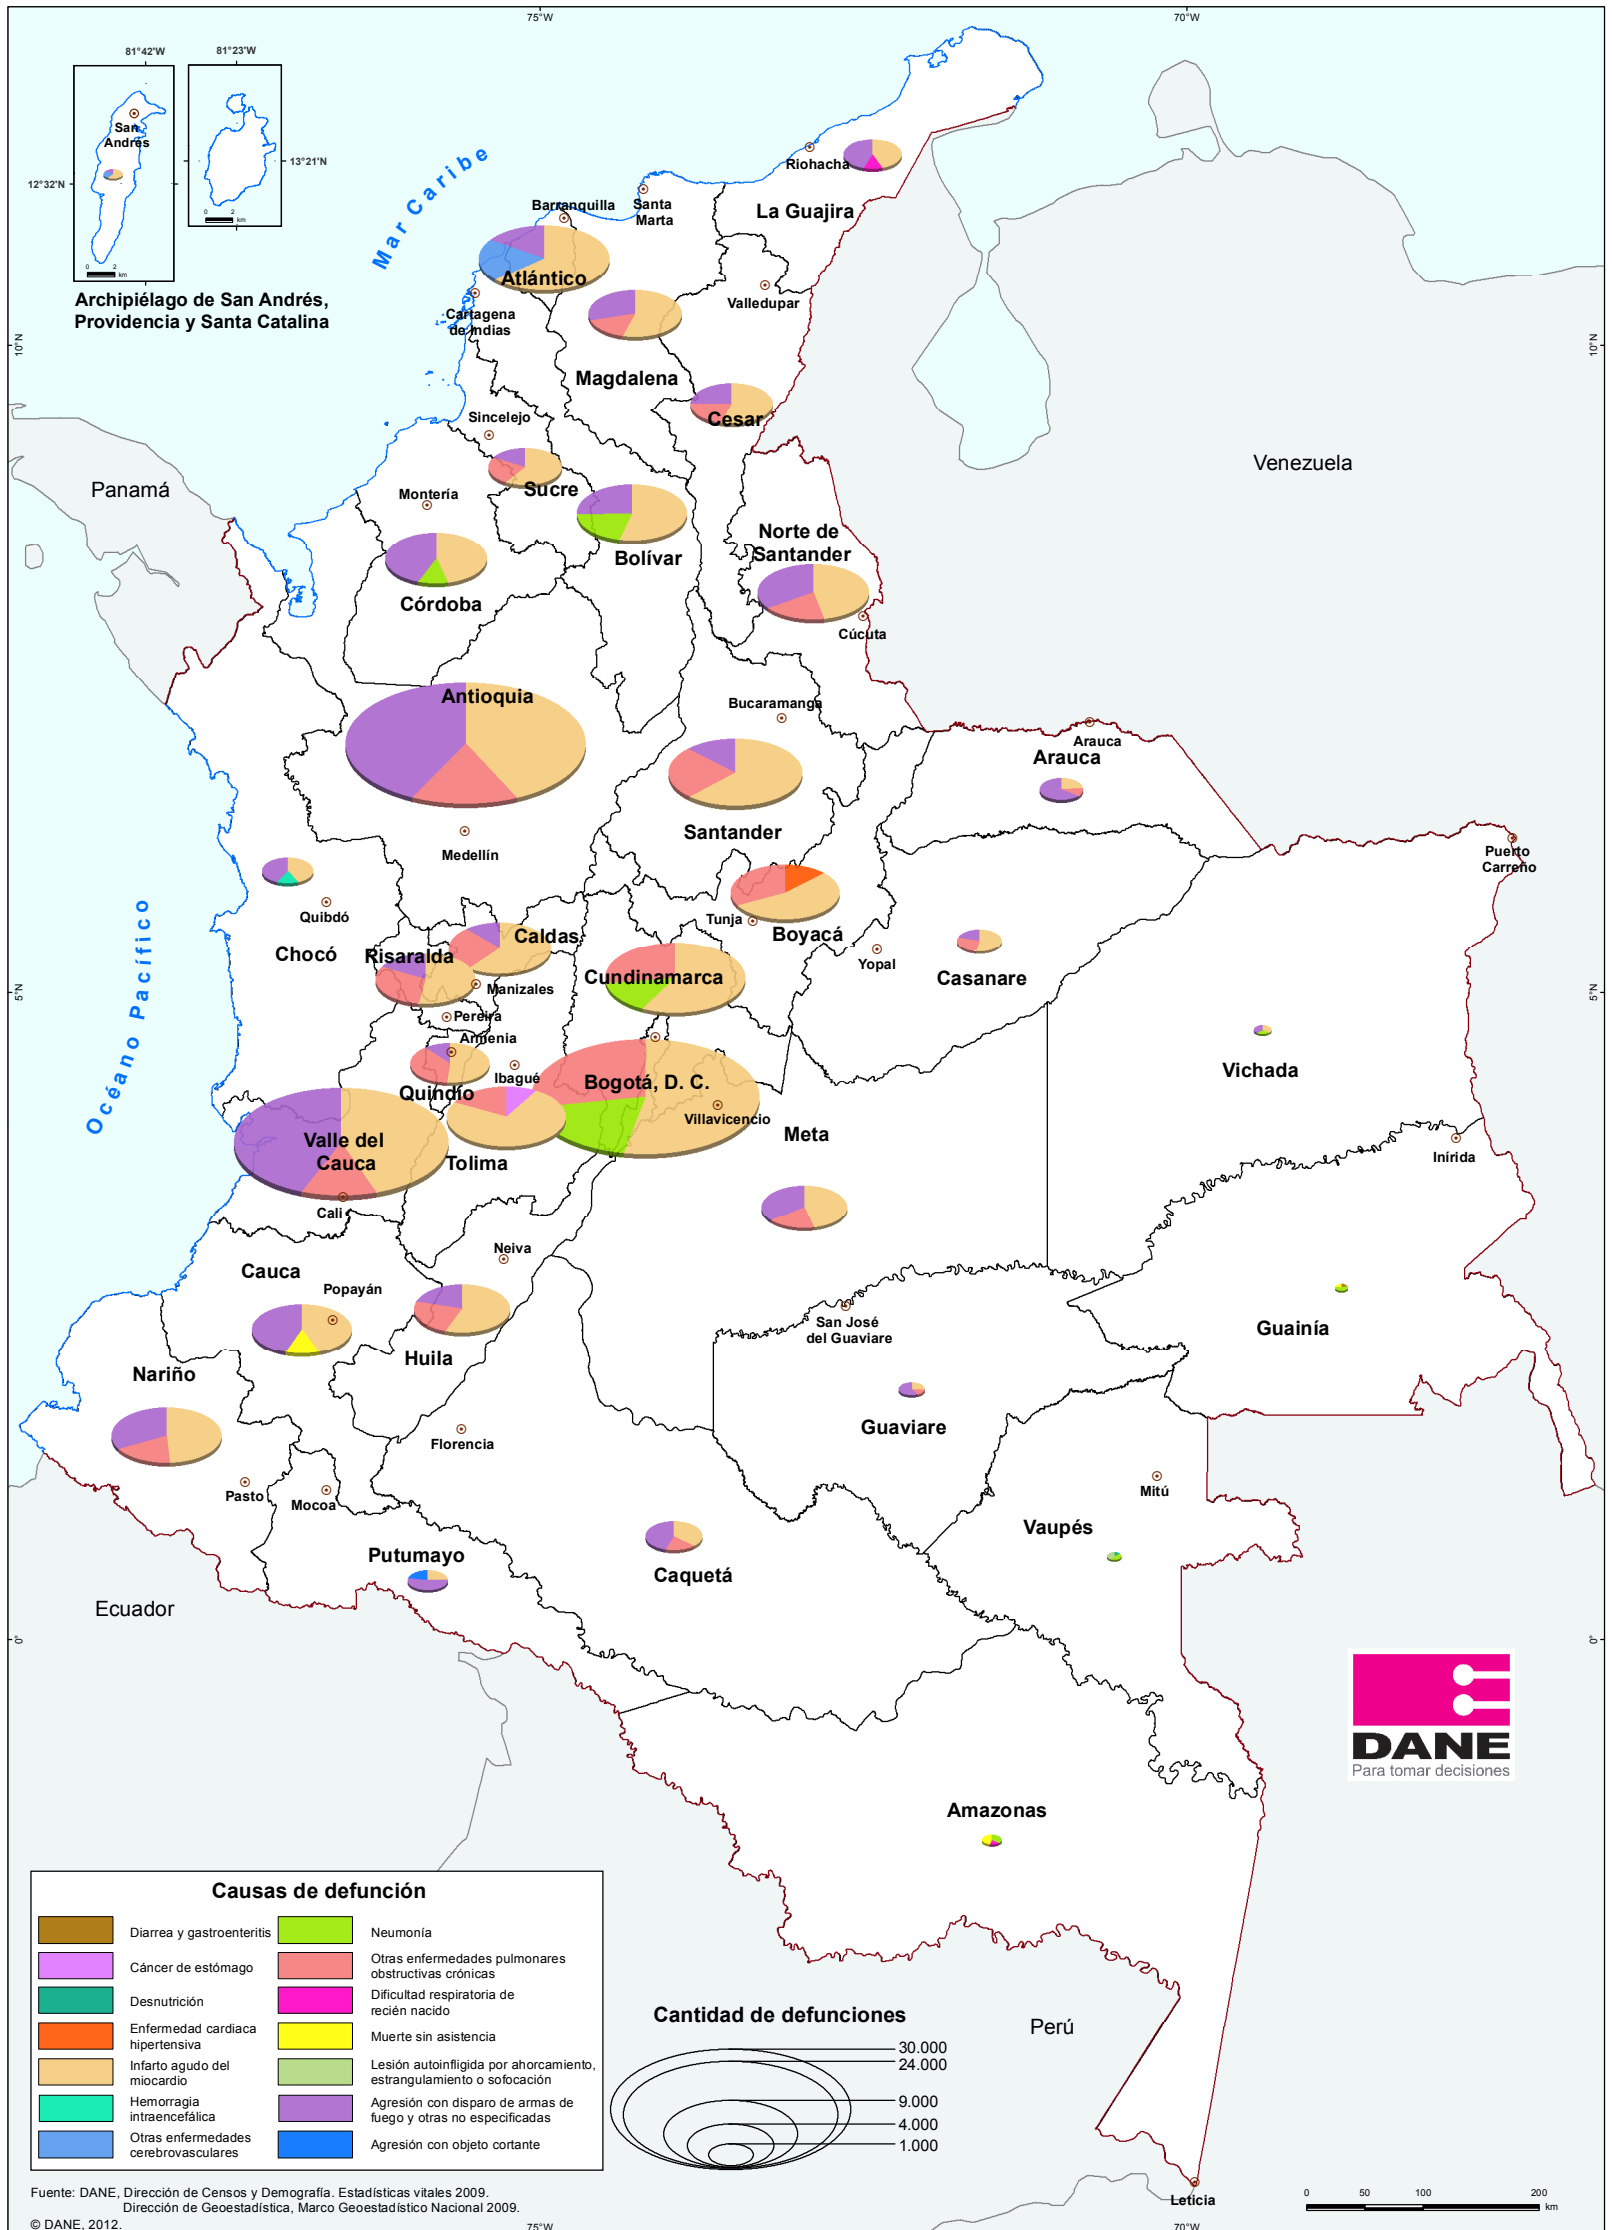 75°W
70°W
81°42'W
81°23'W
San
Andrés
13°21'N
12°32'N
0
2
km
0
2
km
Archipiélago de San Andrés,
Providencia y Santa Catalina
Mar Caribe
Riohacha
La Guajira
Barranquilla
Santa
Marta
Atlántico
Valledupar
Cartagena
de Indias
10°N
10°N
Magdalena
Cesar
Sincelejo
Sucre
Venezuela
Panamá
Montería
Norte de
Santander
Bolívar
Córdoba
Cúcuta
Antioquia
Bucaramanga
Arauca
Arauca
Santander
Medellín
Puerto
Carreño
Quibdó
Tunja
Boyacá
Chocó
Risaralda
Caldas
Yopal
Cundinamarca
Casanare
Manizales
5°N
5°N
Océano Pacífico
Pereira
Armenia
Ibagué
Quindío
Bogotá, D. C.
Vichada
Villavicencio
Meta
Valle del
Cauca
Tolima
Inírida
Cali
Neiva
Cauca
Popayán
San José
del Guaviare
Guainía
Huila
Nariño
Guaviare
Florencia
Pasto
Mocoa
Mitú
Vaupés
Putumayo
Caquetá
Ecuador
0°
0°
DANE
Para tomar decisiones
Amazonas
Causas de defunción
Diarrea y gastroenteritis
Neumonía
Cáncer de estómago
Otras enfermedades pulmonares
obstructivas crónicas
Desnutrición
Dificultad respiratoria de
recién nacido
Enfermedad cardiaca
hipertensiva
Muerte sin asistencia
Infarto agudo del
miocardio
Lesión autoinfligida por ahorcamiento,
estrangulamiento o sofocación
Hemorragia
intraencefálica
Agresión con disparo de armas de
fuego y otras no especificadas
Otras enfermedades
cerebrovasculares
Agresión con objeto cortante
Cantidad de defunciones
30.000
24.000
9.000
4.000
1.000
Perú
Leticia
0
50
100
200
km
Fuente: DANE, Dirección de Censos y Demografía. Estadísticas vitales 2009.
Dirección de Geoestadística, Marco Geoestadístico Nacional 2009.
© DANE, 2012.
75°W
70°W